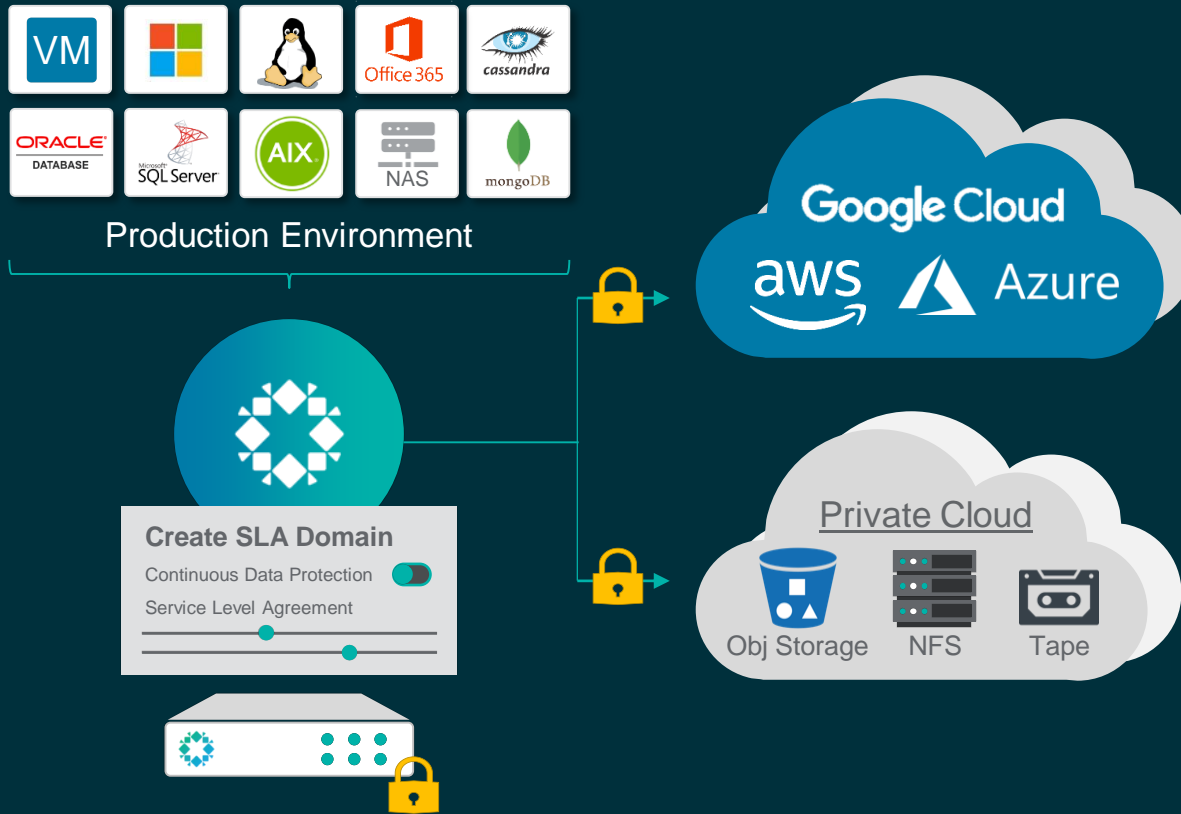 VM
Office 365
cassandra
ORACLE®
DATABASE
Microsoft®
SQL Server®
AIX
NAS
mongoDB
Production Environment
Google Cloud
aws
Azure
Create SLA Domain
Continuous Data Protection
Service Level Agreement
Private Cloud
Obj Storage
NFS
Tape